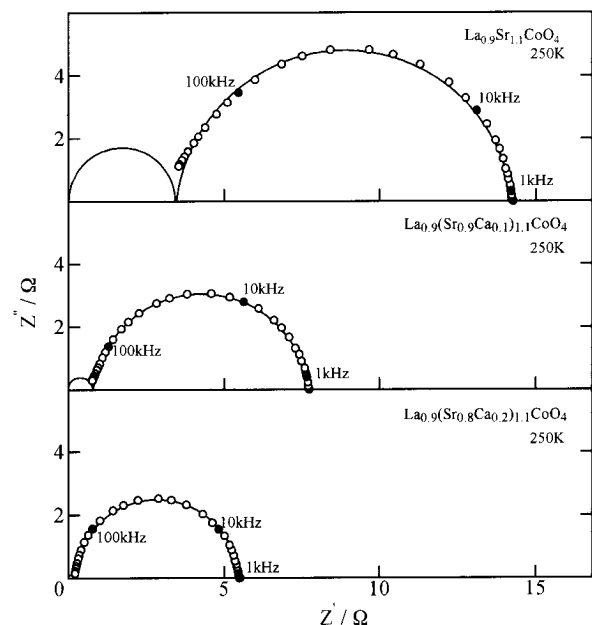 La0.9Sr1.1CoO4
250K
4
100kHz
10kHz
2
1kHz
La0.9(Sr0.9Ca0.1)1.1CoO4
250K
4
10kHz
2
100kHz
1kHz
Z" / Ω
La0.9(Sr0.8Ca0.2)1.1CoO4
250K
4
2
100kHz
10kHz
1kHz
0
0 5 10 15
Z' / Ω